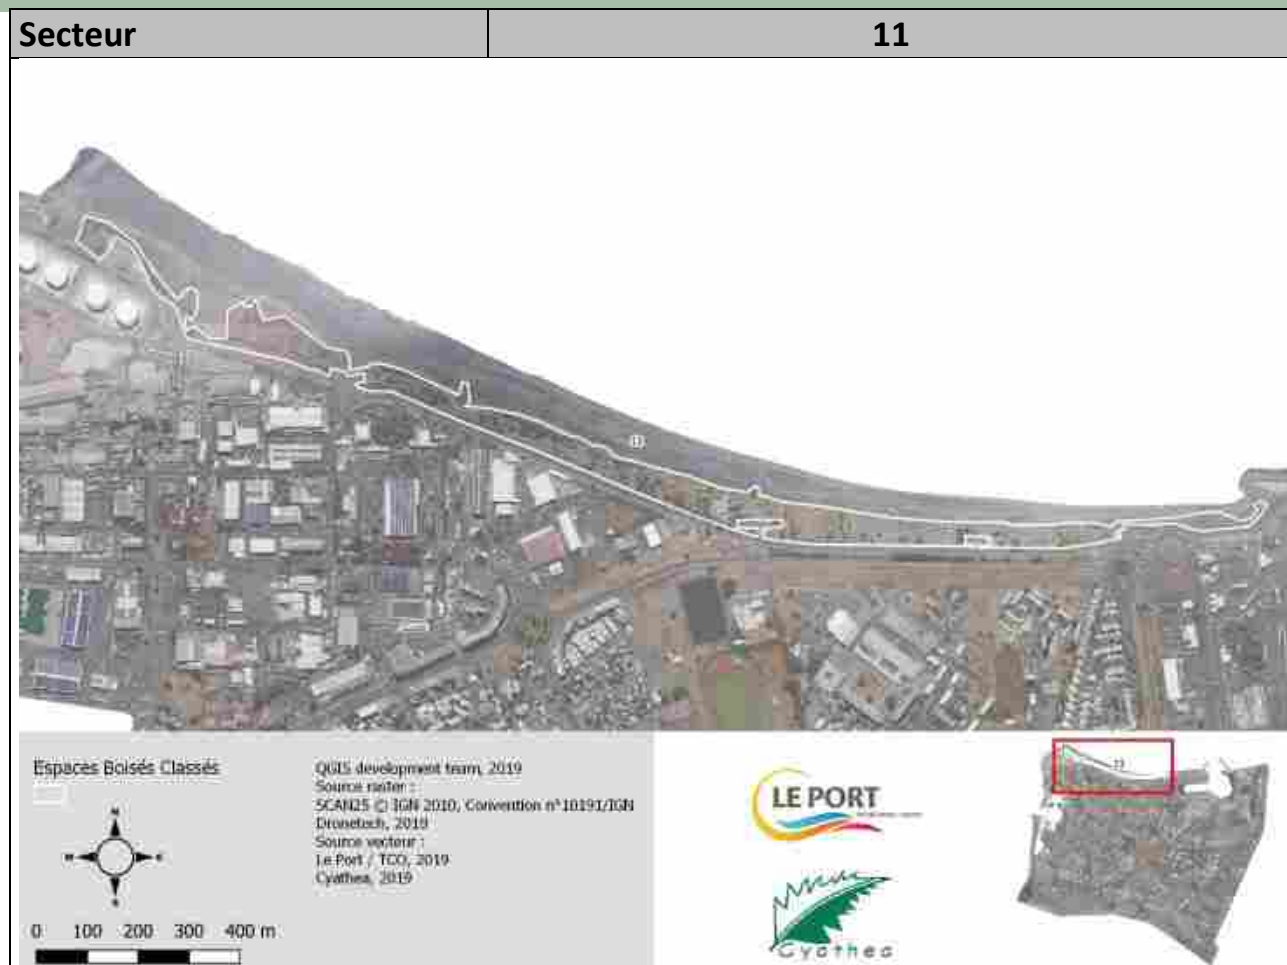 Secteur 11
Espaces Boisés Classés
QGIS development team, 2019
Source raster :
SCAN25 © IGN 2010, Convention n°10191/IGN
Dronetech, 2019
Source vecteur :
Le Port / TCO, 2019
Cyathea, 2019
N
0 100 200 300 400 m
LE PORT
Cyathea